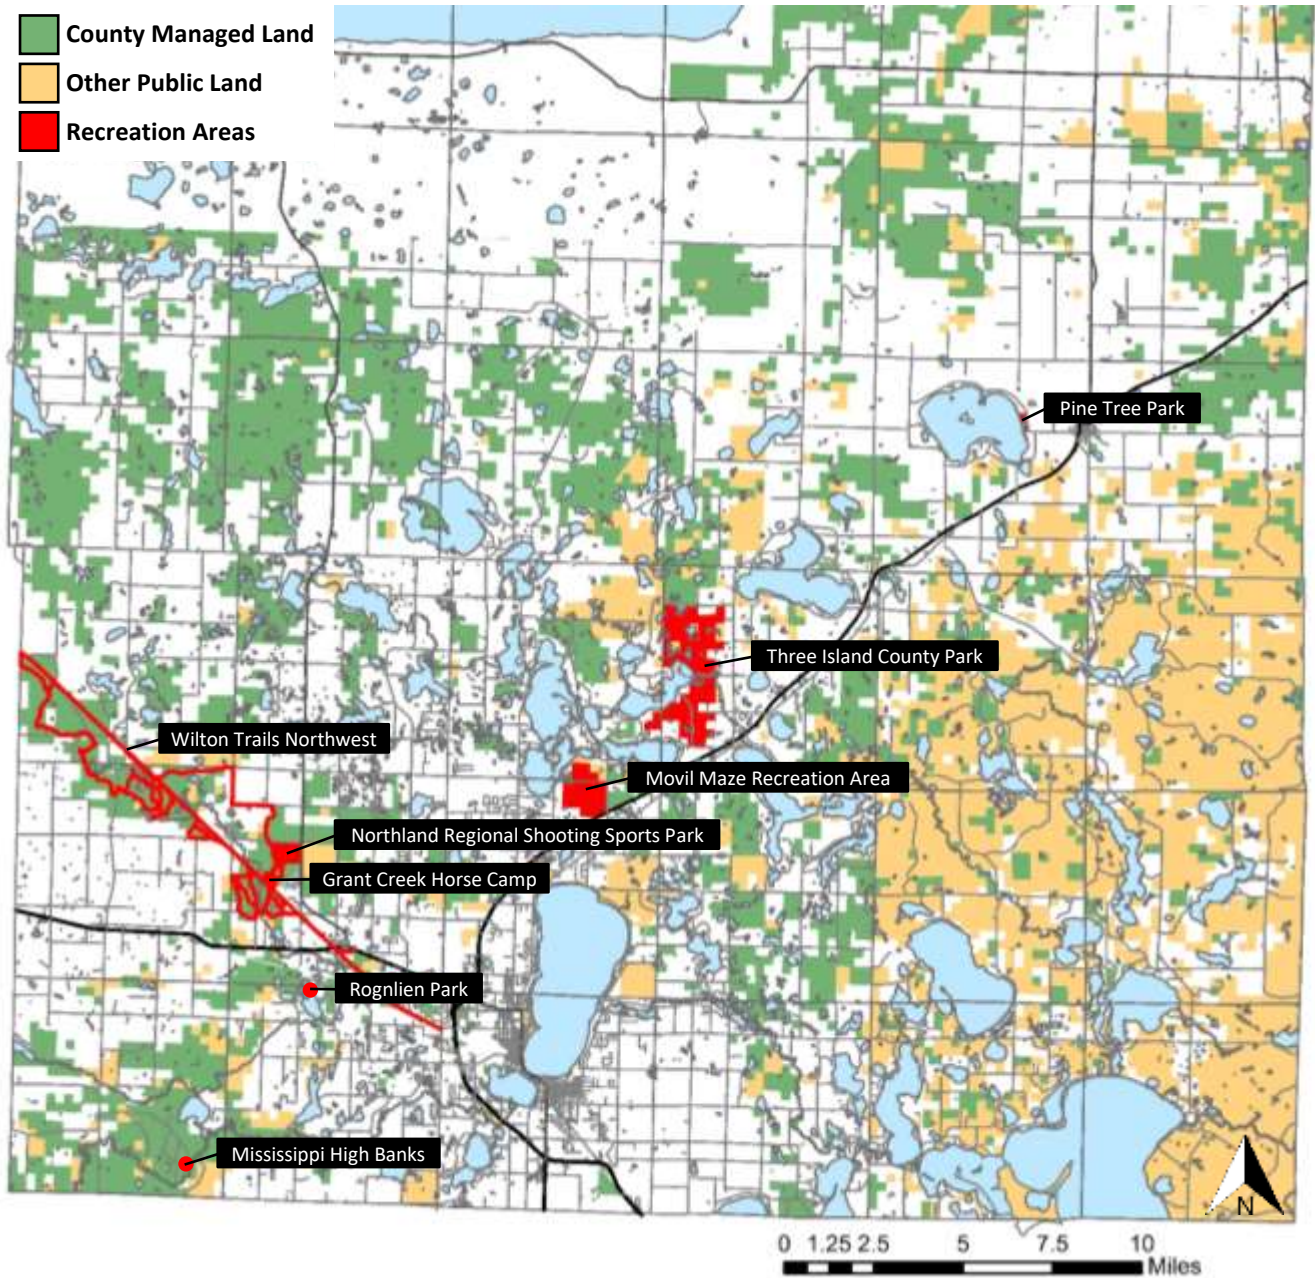 County Managed Land
Other Public Land
Recreation Areas
Pine Tree Park
Three Island County Park
Wilton Trails Northwest
Movil Maze Recreation Area
Northland Regional Shooting Sports Park
Grant Creek Horse Camp
Rognlien Park
Mississippi High Banks
N
0 1.25 2.5 5 7.5 10
Miles